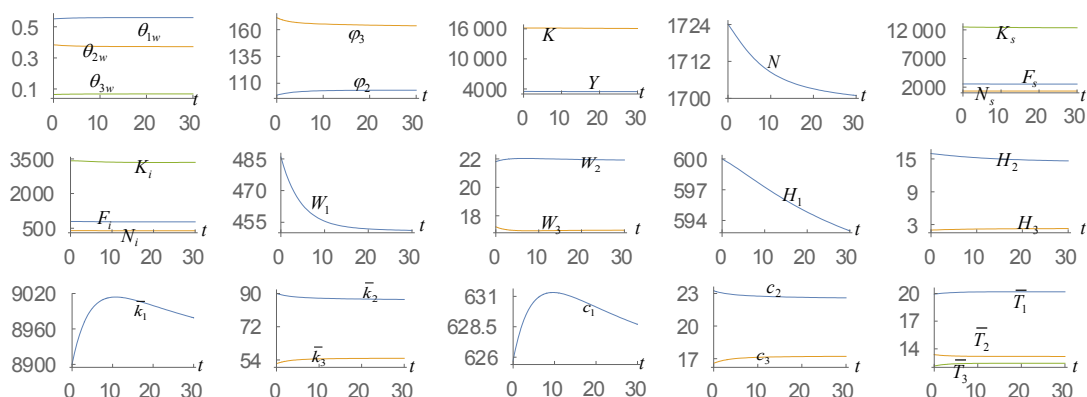 0.5 θ1w
0.3 θ2w
0.1 θ3w
0 10 20 30 t
160 φ3
135
110 φ2
0 10 20 30 t
16 000 K
10 000
4000 Y
0 10 20 30 t
1724
1712 N
1700
0 10 20 30 t
12 000 Ks
7000 Fs
2000 Ns
0 10 20 30 t
3500 Ki
2000
500 Fi
Ni
0 10 20 30 t
485
470 W1
455
0 10 20 30 t
22 W2
20
18 W3
0 10 20 30 t
600
597 H1
594
0 10 20 30 t
15 H2
9
3 H3
0 10 20 30 t
9020 k̄1
8960
8900
0 10 20 30 t
90 k̄2
72
54 k̄3
0 10 20 30 t
631 c1
628.5
626
0 10 20 30 t
23 c2
20
17 c3
0 10 20 30 t
20 T̄1
17
14 T̄2
T̄3
0 10 20 30 t